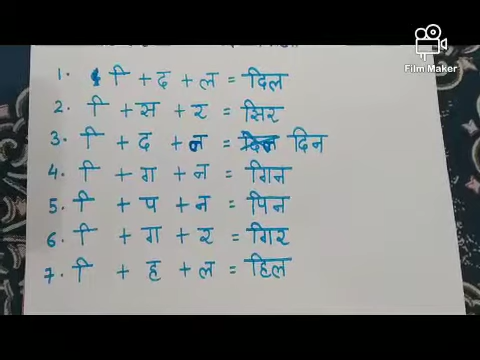 Film Maker
1. ि + द + ल = दिल
2. ि + स + र = सिर
3. ि + द + न = दिन
4. ि + ग + न = गिन
5. ि + प + न = पिन
6. ि + ग + र = गिर
7. ि + ह + ल = हिल